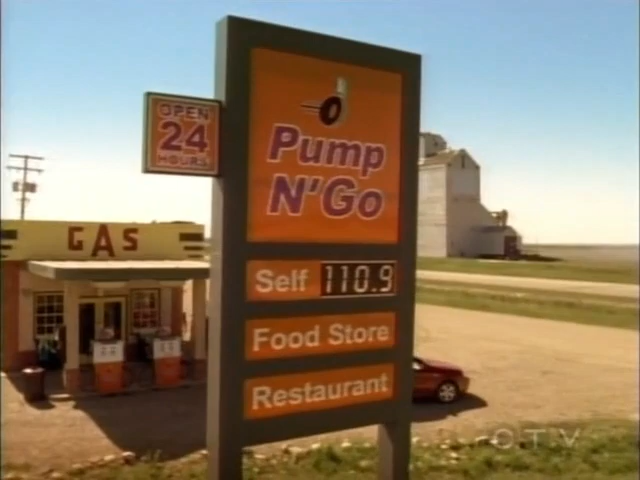 OPEN
24
HOURS
Pump
N'Go
GAS
Self 110.9
Food Store
Restaurant
CTV